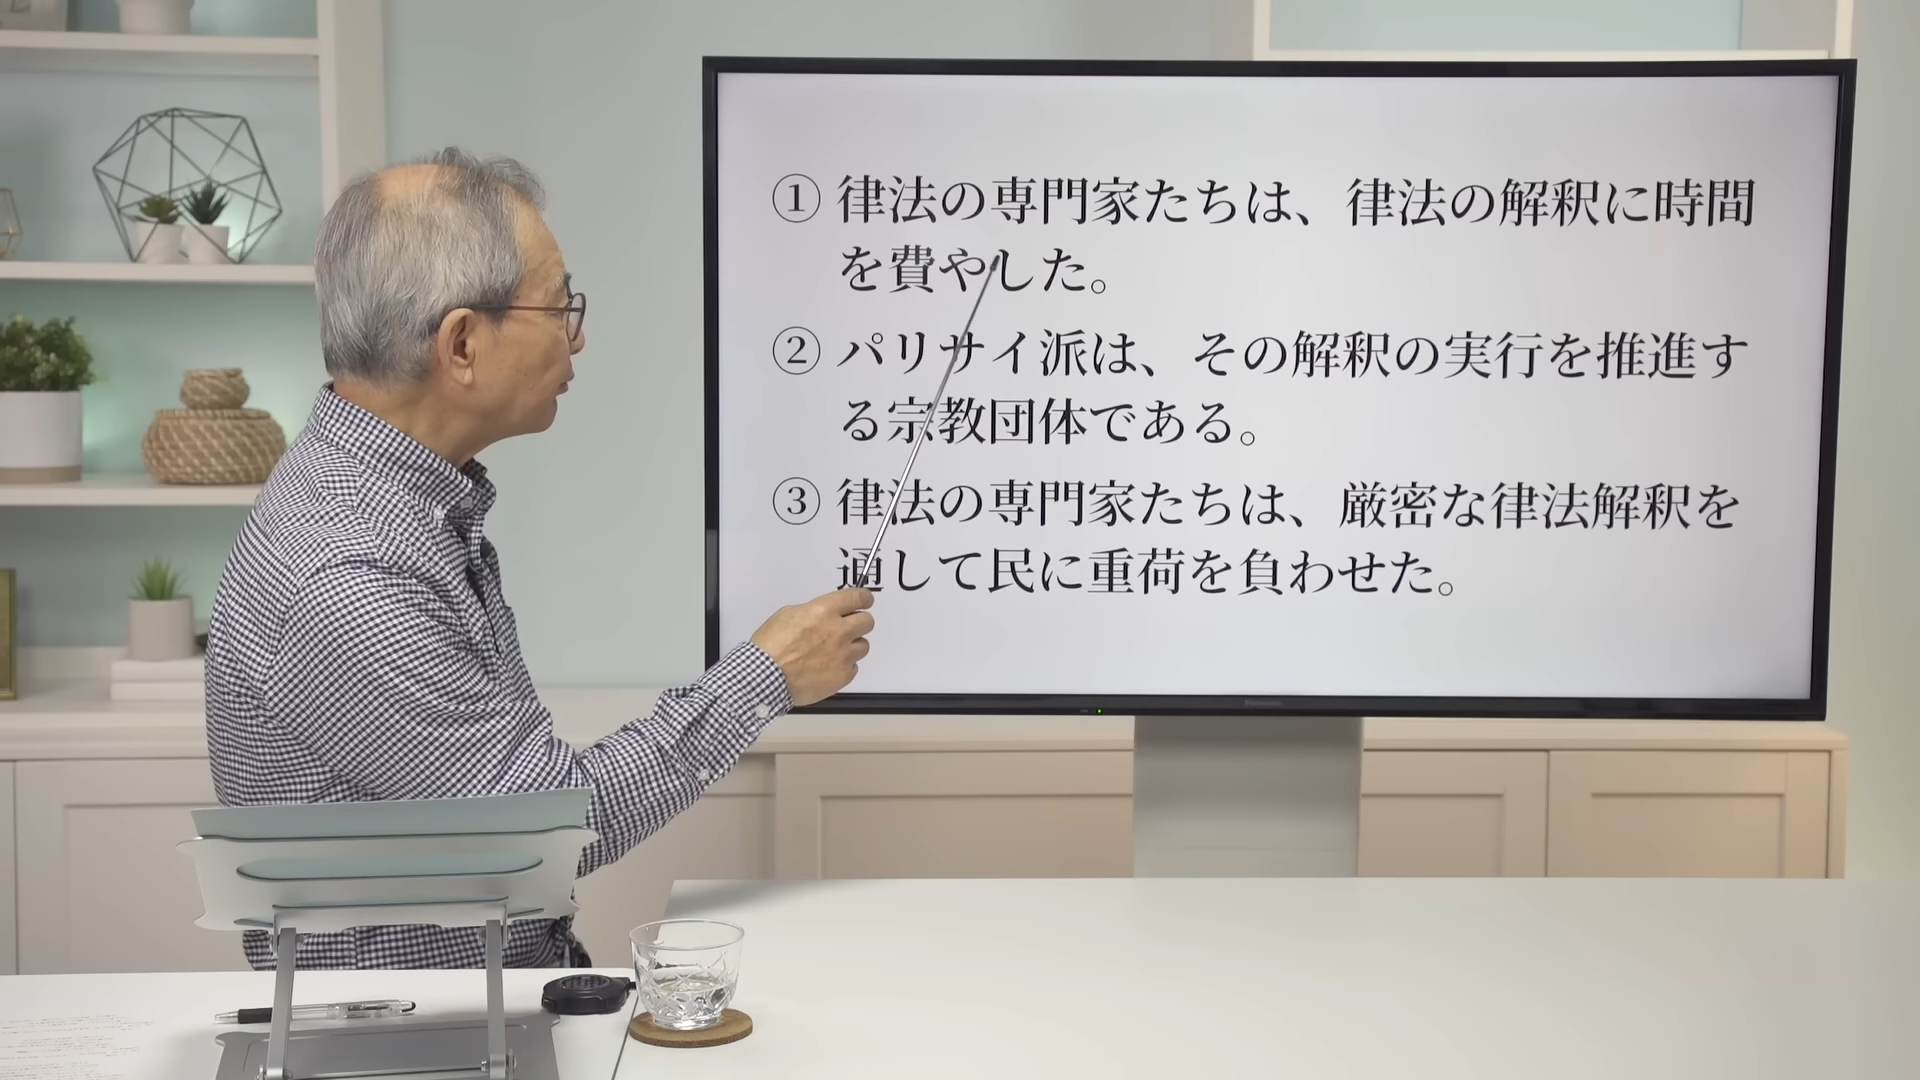 ① 律法の専門家たちは、律法の解釈に時間
を費やした。
② パリサイ派は、その解釈の実行を推進す
る宗教団体である。
③ 律法の専門家たちは、厳密な律法解釈を
通して民に重荷を負わせた。
Panasonic